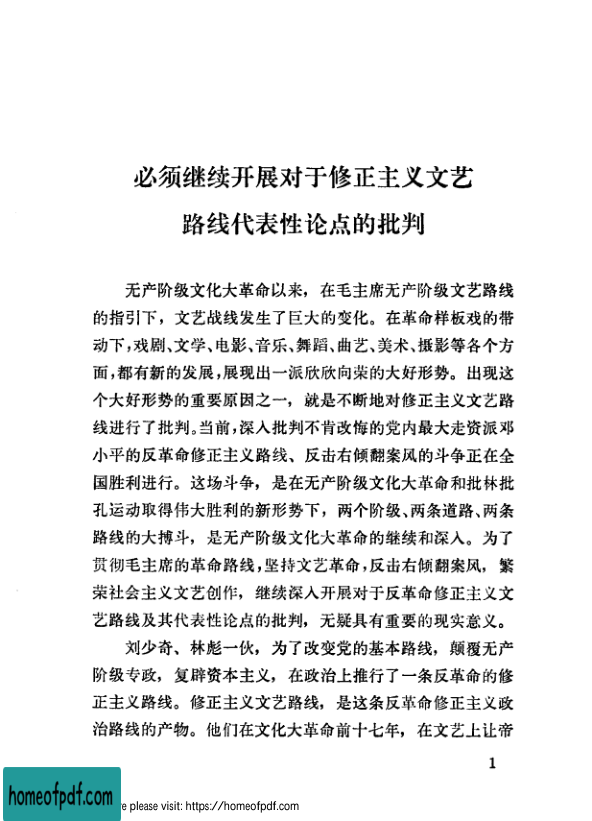 必须继续开展对于修正主义文艺
路线代表性论点的批判
无产阶级文化大革命以来，在毛主席无产阶级文艺路线
的指引下，文艺战线发生了巨大的变化。在革命样板戏的带
动下，戏剧、文学、电影、音乐、舞蹈、曲艺、美术、摄影等各个方
面，都有新的发展，展现出一派欣欣向荣的大好形势。出现这
个大好形势的重要原因之一，就是不断地对修正主义文艺路
线进行了批判。当前，深入批判不肯改悔的党内最大走资派邓
小平的反革命修正主义路线、反击右倾翻案风的斗争正在全
国胜利进行。这场斗争，是在无产阶级文化大革命和批林批
孔运动取得伟大胜利的新形势下，两个阶级、两条道路、两条
路线的大搏斗，是无产阶级文化大革命的继续和深入。为了
贯彻毛主席的革命路线，坚持文艺革命，反击右倾翻案风，繁
荣社会主义文艺创作，继续深入开展对于反革命修正主义文
艺路线及其代表性论点的批判，无疑具有重要的现实意义。
刘少奇、林彪一伙，为了改变党的基本路线，颠覆无产
阶级专政，复辟资本主义，在政治上推行了一条反革命的修
正主义路线。修正主义文艺路线，是这条反革命修正主义政
治路线的产物。他们在文化大革命前十七年，在文艺上让帝
1
homeofpdf.com
re please visit: https://homeofpdf.com